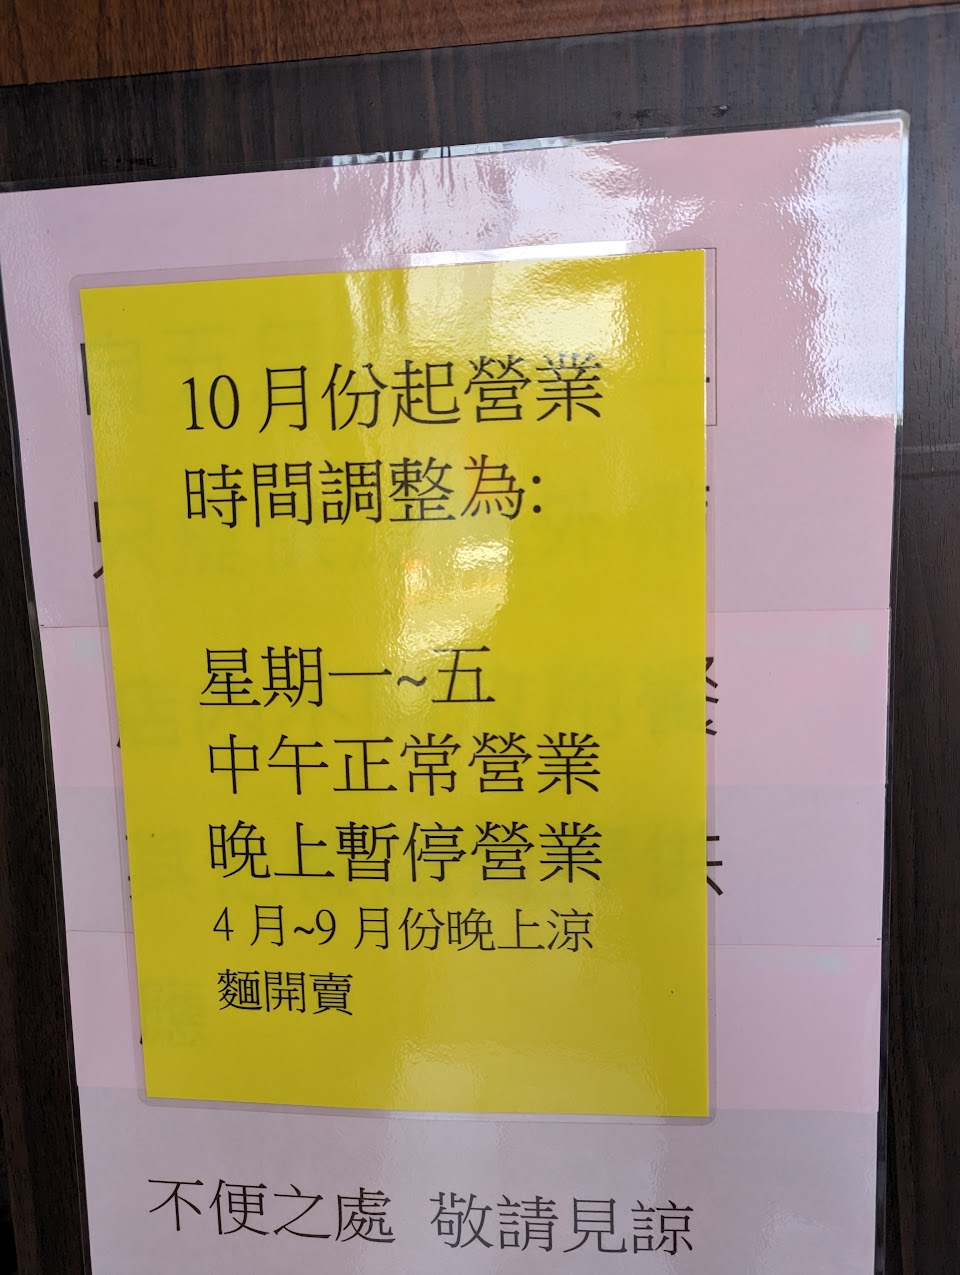 10 月份起營業
時間調整為:
星期一~五
中午正常營業
晚上暫停營業
4 月~9 月份晚上涼
麵開賣
不便之處 敬請見諒